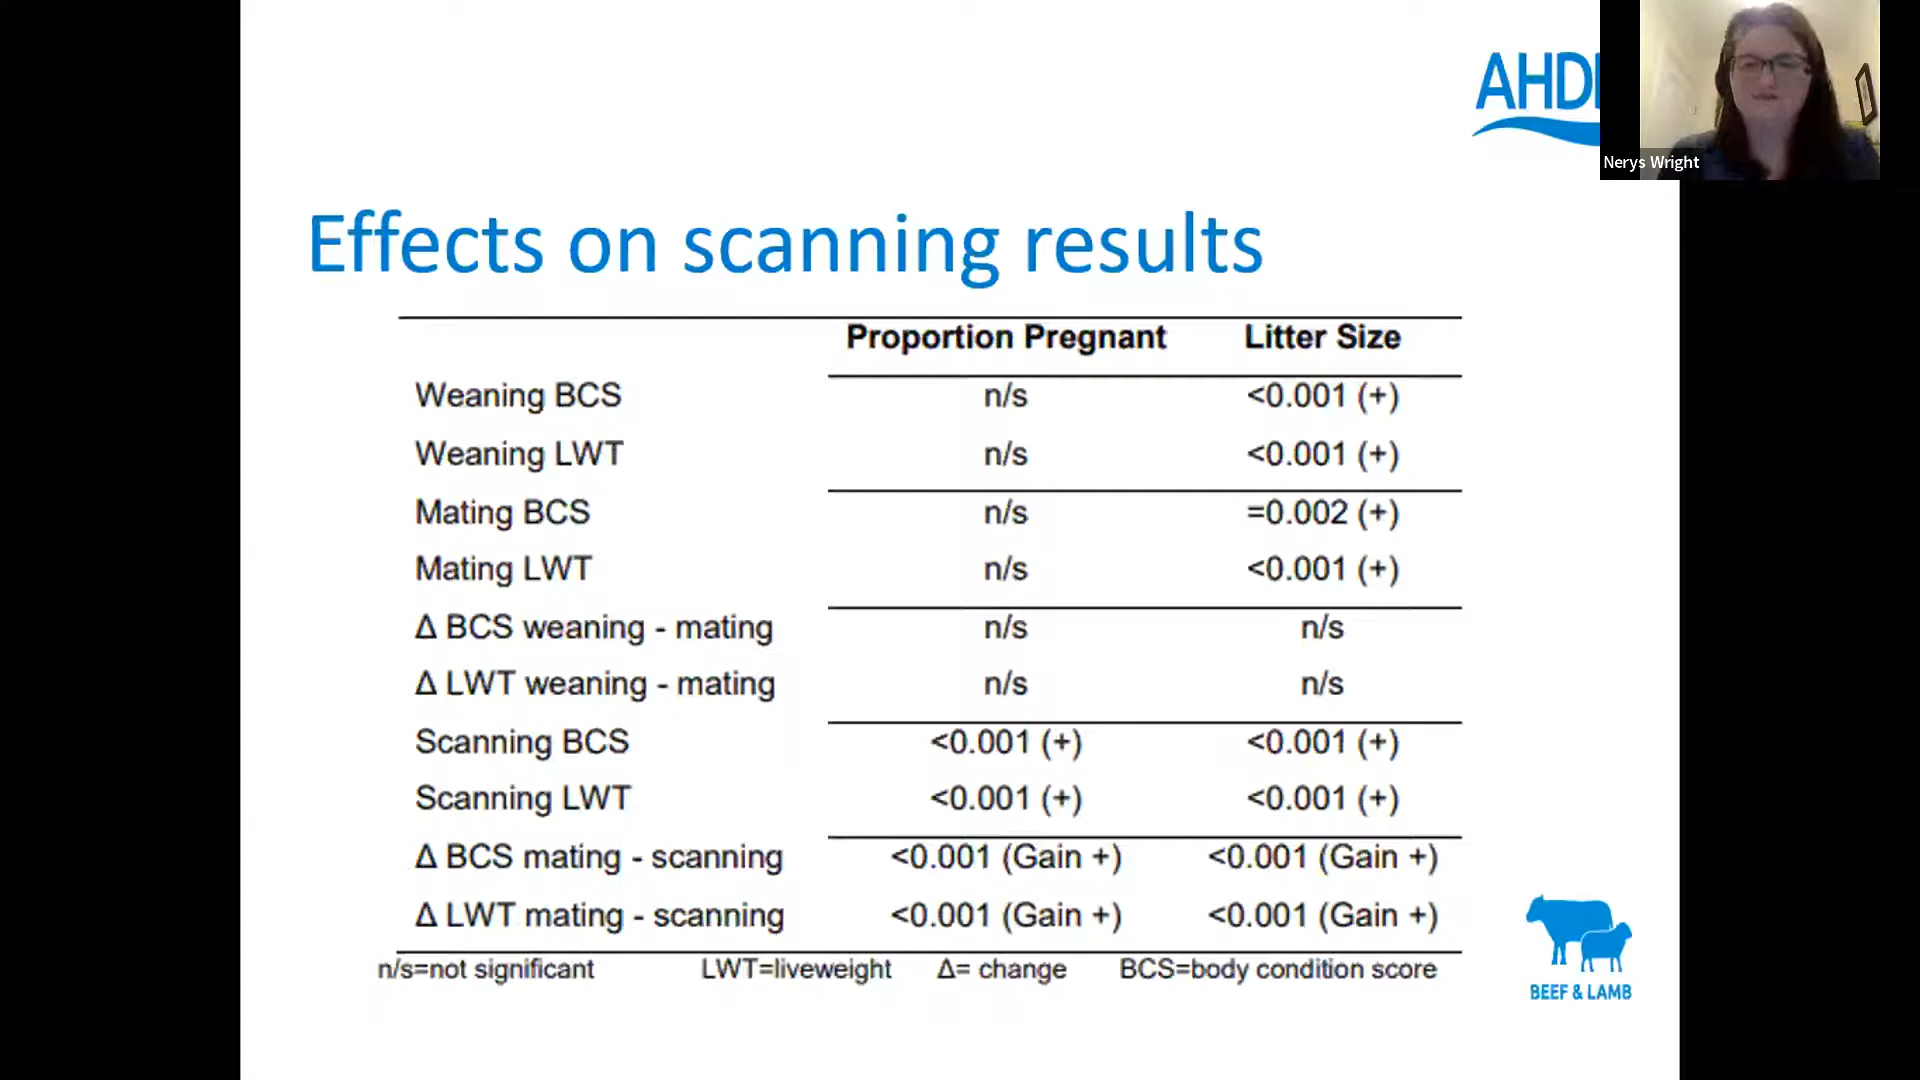 AHD
Nerys Wright
Effects on scanning results
Proportion Pregnant Litter Size
Weaning BCS n/s <0.001 (+)
Weaning LWT n/s <0.001 (+)
Mating BCS n/s =0.002 (+)
Mating LWT n/s <0.001 (+)
Δ BCS weaning - mating n/s n/s
Δ LWT weaning - mating n/s n/s
Scanning BCS <0.001 (+) <0.001 (+)
Scanning LWT <0.001 (+) <0.001 (+)
Δ BCS mating - scanning <0.001 (Gain +) <0.001 (Gain +)
Δ LWT mating - scanning <0.001 (Gain +) <0.001 (Gain +)
n/s=not significant LWT=liveweight Δ= change BCS=body condition score
BEEF & LAMB